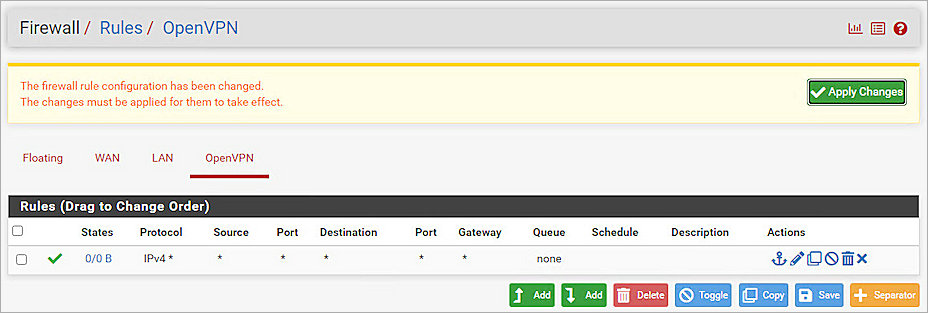 Firewall / Rules / OpenVPN
The firewall rule configuration has been changed.
The changes must be applied for them to take effect.
Apply Changes
Floating WAN LAN OpenVPN
Rules (Drag to Change Order)
States Protocol Source Port Destination Port Gateway Queue Schedule Description Actions
0/0 B IPv4 * * * * * * none
Add Add Delete Toggle Copy Save Separator